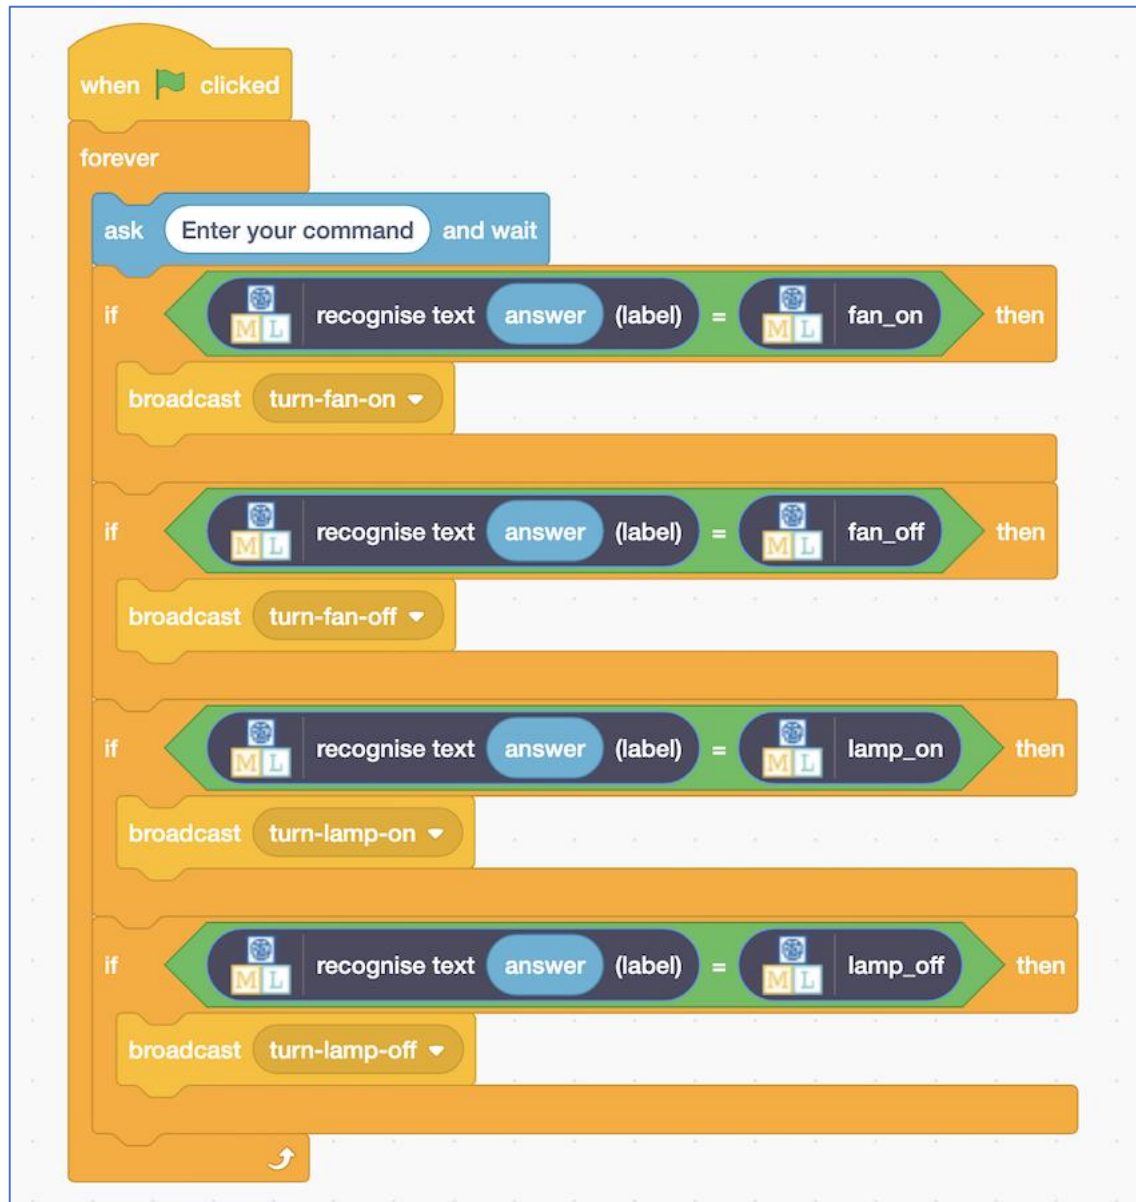 when clicked
forever
ask Enter your command and wait
if ML recognise text answer (label) = ML fan_on then
broadcast turn-fan-on
if ML recognise text answer (label) = ML fan_off then
broadcast turn-fan-off
if ML recognise text answer (label) = ML lamp_on then
broadcast turn-lamp-on
if ML recognise text answer (label) = ML lamp_off then
broadcast turn-lamp-off